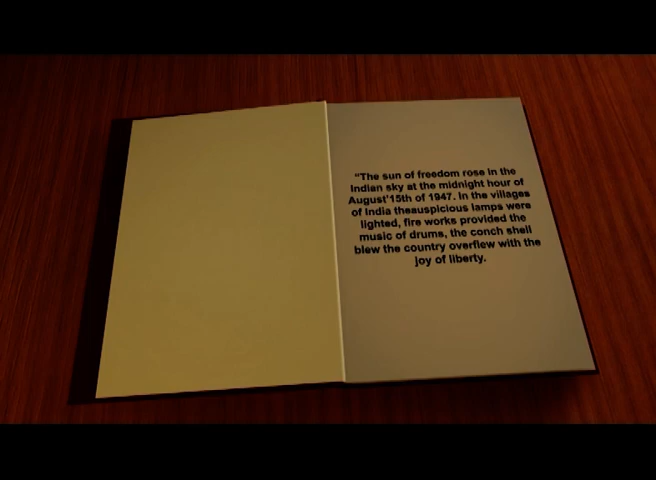 "The sun of freedom rose in the
Indian sky at the midnight hour of
August'15th of 1947. In the villages
of India theauspicious lamps were
lighted, fire works provided the
music of drums, the conch shell
blew the country overflew with the
joy of liberty.